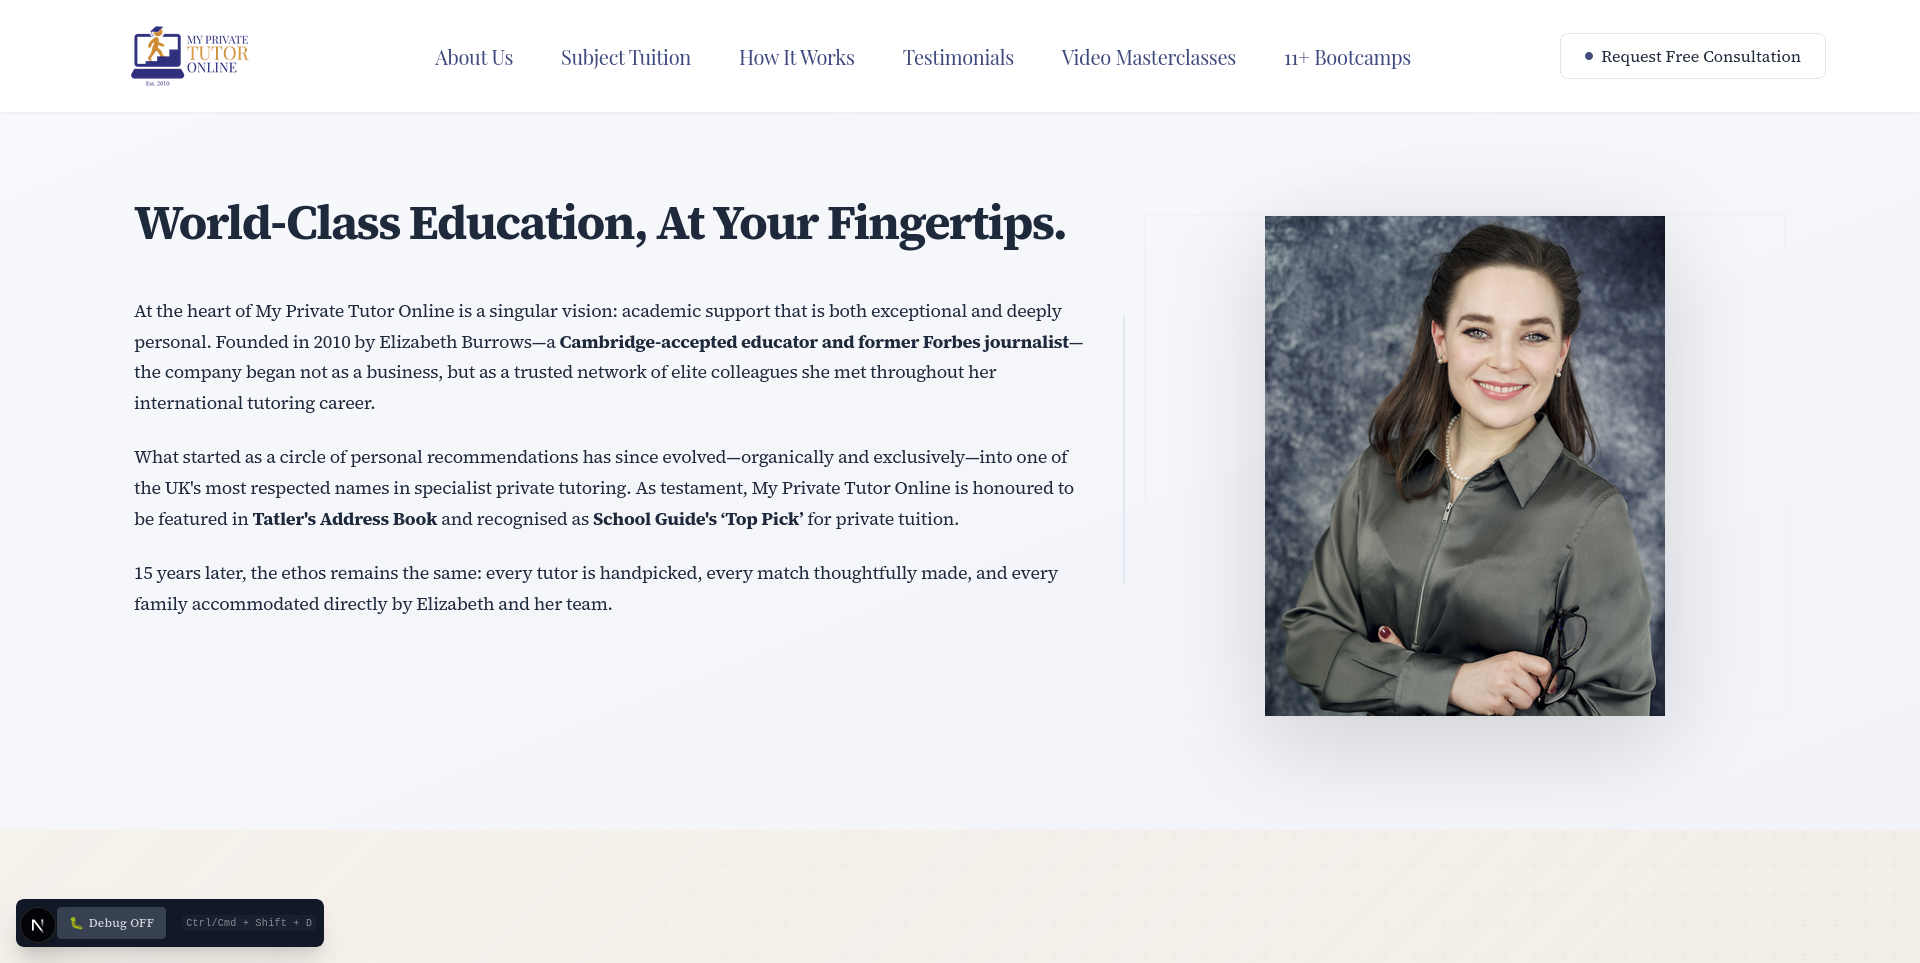 MY PRIVATE
TUTOR
ONLINE
Est. 2010
About Us
Subject Tuition
How It Works
Testimonials
Video Masterclasses
11+ Bootcamps
Request Free Consultation
World-Class Education, At Your Fingertips.
At the heart of My Private Tutor Online is a singular vision: academic support that is both exceptional and deeply
personal. Founded in 2010 by Elizabeth Burrows—a Cambridge-accepted educator and former Forbes journalist—
the company began not as a business, but as a trusted network of elite colleagues she met throughout her
international tutoring career.
What started as a circle of personal recommendations has since evolved—organically and exclusively—into one of
the UK's most respected names in specialist private tutoring. As testament, My Private Tutor Online is honoured to
be featured in Tatler's Address Book and recognised as School Guide's ‘Top Pick’ for private tuition.
15 years later, the ethos remains the same: every tutor is handpicked, every match thoughtfully made, and every
family accommodated directly by Elizabeth and her team.
N
Debug OFF
Ctrl/Cmd + Shift + D